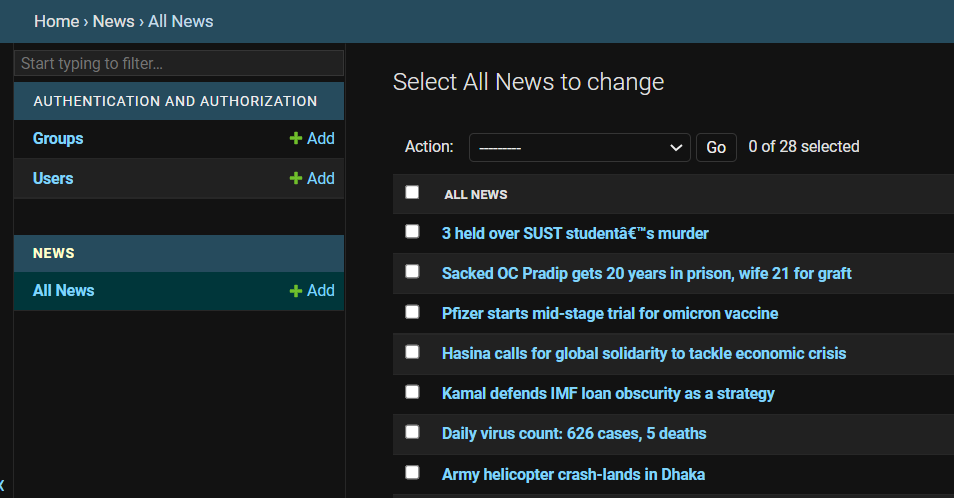 Home › News › All News
Start typing to filter...
AUTHENTICATION AND AUTHORIZATION
Groups + Add
Users + Add
NEWS
All News + Add
Select All News to change
Action: --------- Go 0 of 28 selected
ALL NEWS
3 held over SUST studentâ€™s murder
Sacked OC Pradip gets 20 years in prison, wife 21 for graft
Pfizer starts mid-stage trial for omicron vaccine
Hasina calls for global solidarity to tackle economic crisis
Kamal defends IMF loan obscurity as a strategy
Daily virus count: 626 cases, 5 deaths
Army helicopter crash-lands in Dhaka